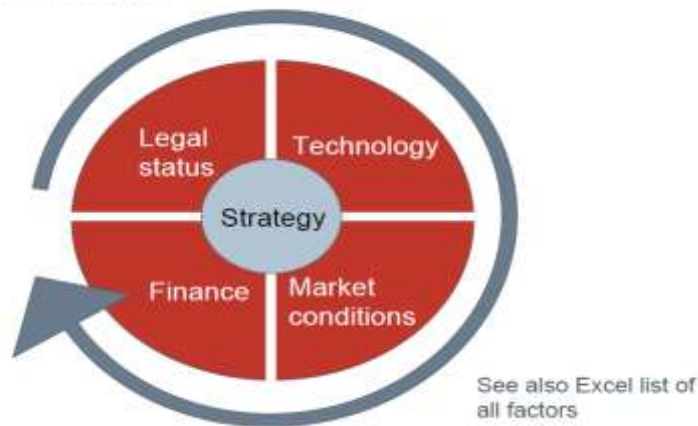 Legal
status
Technology
Strategy
Finance
Market
conditions
See also Excel list of
all factors